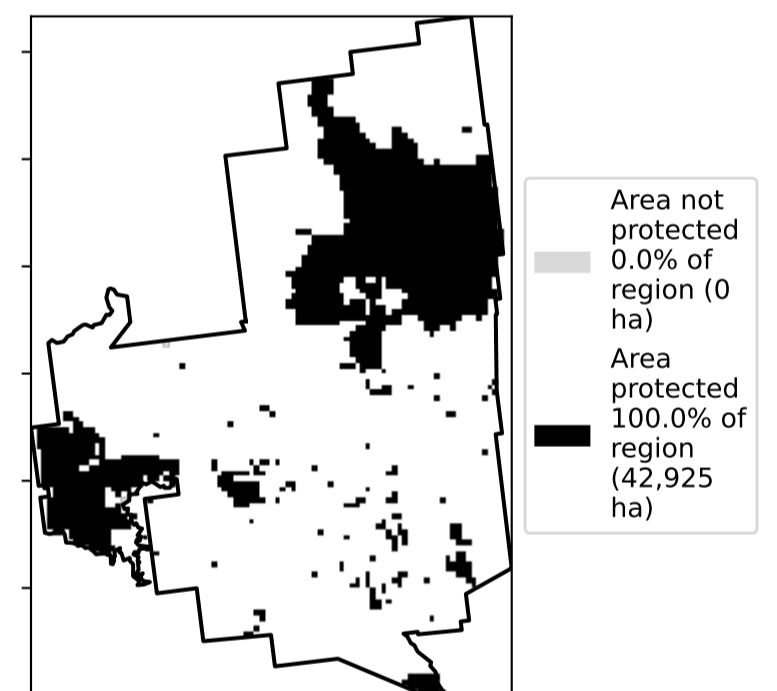 Area not
protected
0.0% of
region (0
ha)
Area
protected
100.0% of
region
(42,925
ha)